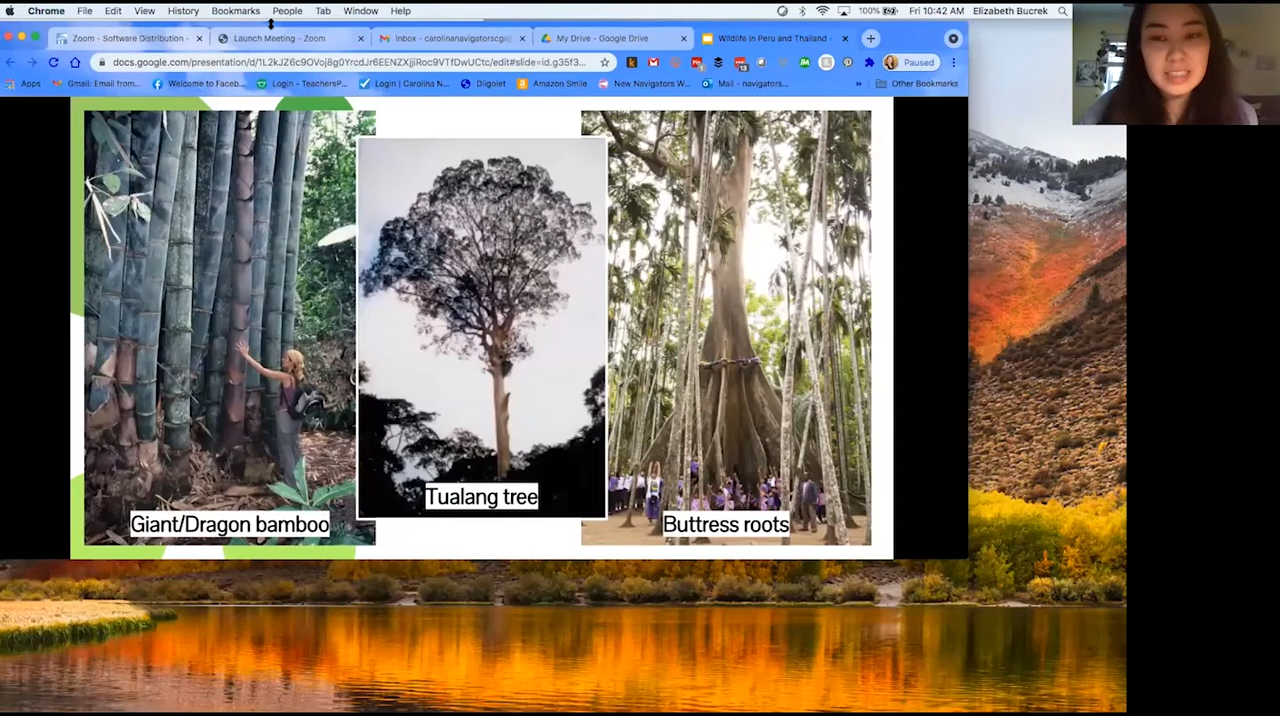 Chrome File Edit View History Bookmarks People Tab Window Help 100% Fri 10:42 AM Elizabeth Bucrek
Zoom - Software Distribution - Launch Meeting - Zoom Inbox - carolinanavigatorscg My Drive - Google Drive Wildlife in Peru and Thailand -
Paused
Apps Gmail: Email from... Welcome to Faceb... Login - TeachersP... Login | Carolina N... Diigolet Amazon Smile New Navigators W... Mail - navigators... » Other Bookmarks
Tualang tree
Giant/Dragon bamboo
Buttress roots